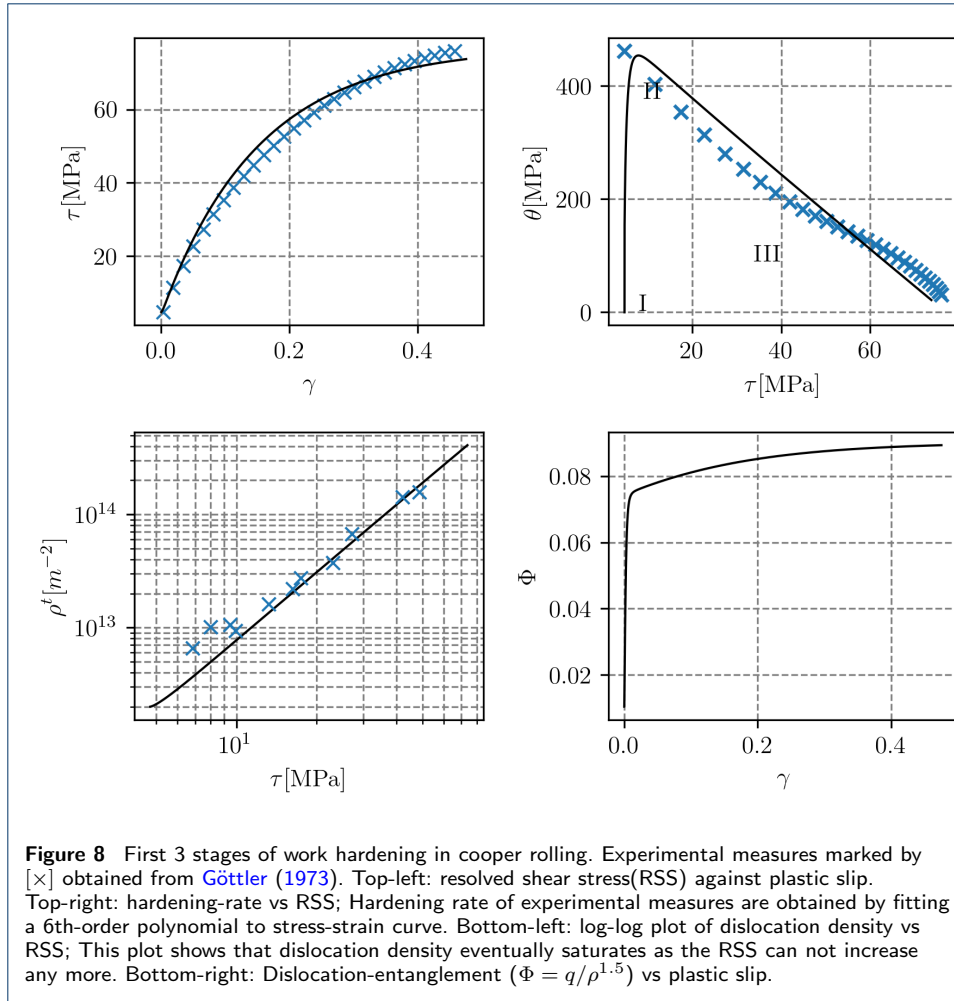 60
40
20
τ[MPa]
0.0 0.2 0.4
γ
400
200
0
θ[MPa]
II
III
I
20 40 60
τ[MPa]
10^14
10^13
ρ^t[m^−2]
10^1
τ[MPa]
0.08
0.06
0.04
0.02
Φ
0.0 0.2 0.4
γ
Figure 8 First 3 stages of work hardening in cooper rolling. Experimental measures marked by
[×] obtained from Göttler (1973). Top-left: resolved shear stress(RSS) against plastic slip.
Top-right: hardening-rate vs RSS; Hardening rate of experimental measures are obtained by fitting
a 6th-order polynomial to stress-strain curve. Bottom-left: log-log plot of dislocation density vs
RSS; This plot shows that dislocation density eventually saturates as the RSS can not increase
any more. Bottom-right: Dislocation-entanglement (Φ = q/ρ^1.5) vs plastic slip.